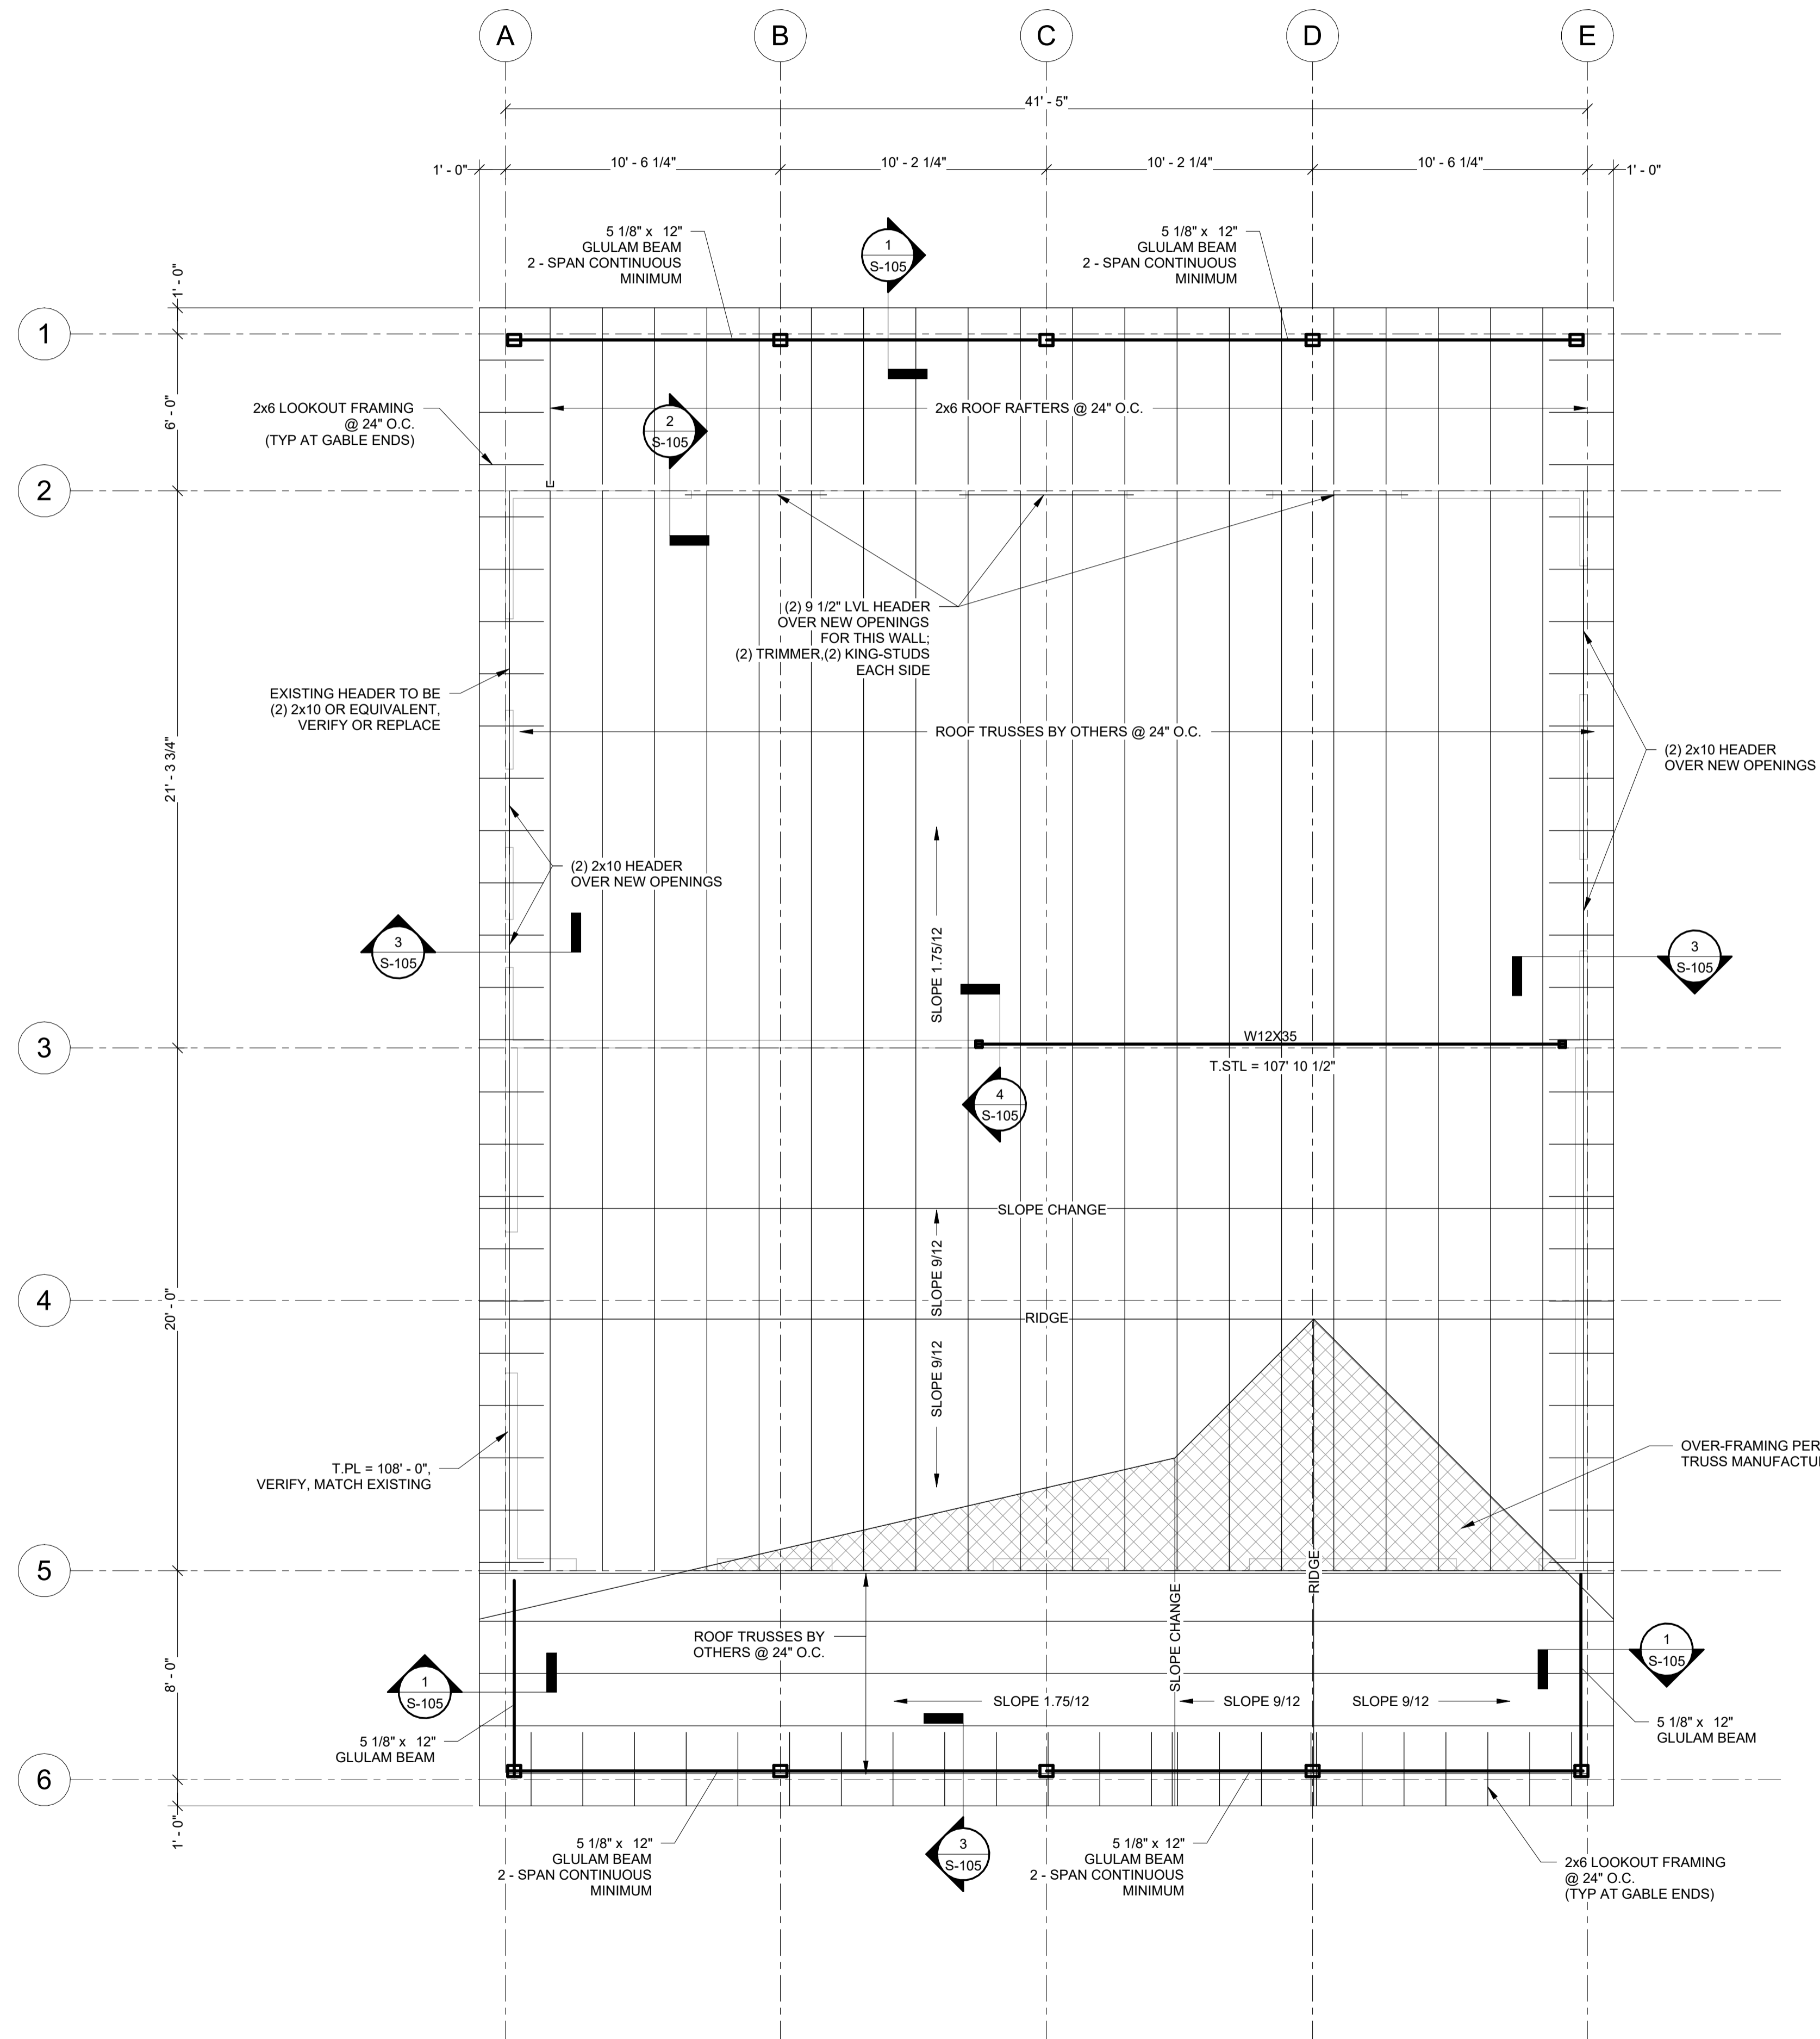 A
B
C
D
E
41' - 5"
1' - 0"
10' - 6 1/4"
10' - 2 1/4"
10' - 2 1/4"
10' - 6 1/4"
1' - 0"
5 1/8" x 12"
GLULAM BEAM
2 - SPAN CONTINUOUS
MINIMUM
1
S-105
5 1/8" x 12"
GLULAM BEAM
2 - SPAN CONTINUOUS
MINIMUM
1' - 0"
1
6' - 0"
2x6 LOOKOUT FRAMING
@ 24" O.C.
(TYP AT GABLE ENDS)
2
S-105
2x6 ROOF RAFTERS @ 24" O.C.
2
(2) 9 1/2" LVL HEADER
OVER NEW OPENINGS
FOR THIS WALL;
(2) TRIMMER,(2) KING-STUDS
EACH SIDE
EXISTING HEADER TO BE
(2) 2x10 OR EQUIVALENT,
VERIFY OR REPLACE
ROOF TRUSSES BY OTHERS @ 24" O.C.
(2) 2x10 HEADER
OVER NEW OPENINGS
21' - 3 3/4"
(2) 2x10 HEADER
OVER NEW OPENINGS
3
S-105
SLOPE 1.75/12
3
S-105
3
W12X35
T.STL = 107' 10 1/2"
4
S-105
SLOPE CHANGE
SLOPE 9/12
4
20' - 0"
RIDGE
SLOPE 9/12
T.PL = 108' - 0",
VERIFY, MATCH EXISTING
OVER-FRAMING PER
TRUSS MANUFACTU
5
RIDGE
SLOPE CHANGE
ROOF TRUSSES BY
OTHERS @ 24" O.C.
8' - 0"
1
S-105
1
S-105
SLOPE 1.75/12
SLOPE 9/12
SLOPE 9/12
5 1/8" x 12"
GLULAM BEAM
5 1/8" x 12"
GLULAM BEAM
6
1' - 0"
5 1/8" x 12"
GLULAM BEAM
2 - SPAN CONTINUOUS
MINIMUM
3
S-105
5 1/8" x 12"
GLULAM BEAM
2 - SPAN CONTINUOUS
MINIMUM
2x6 LOOKOUT FRAMING
@ 24" O.C.
(TYP AT GABLE ENDS)